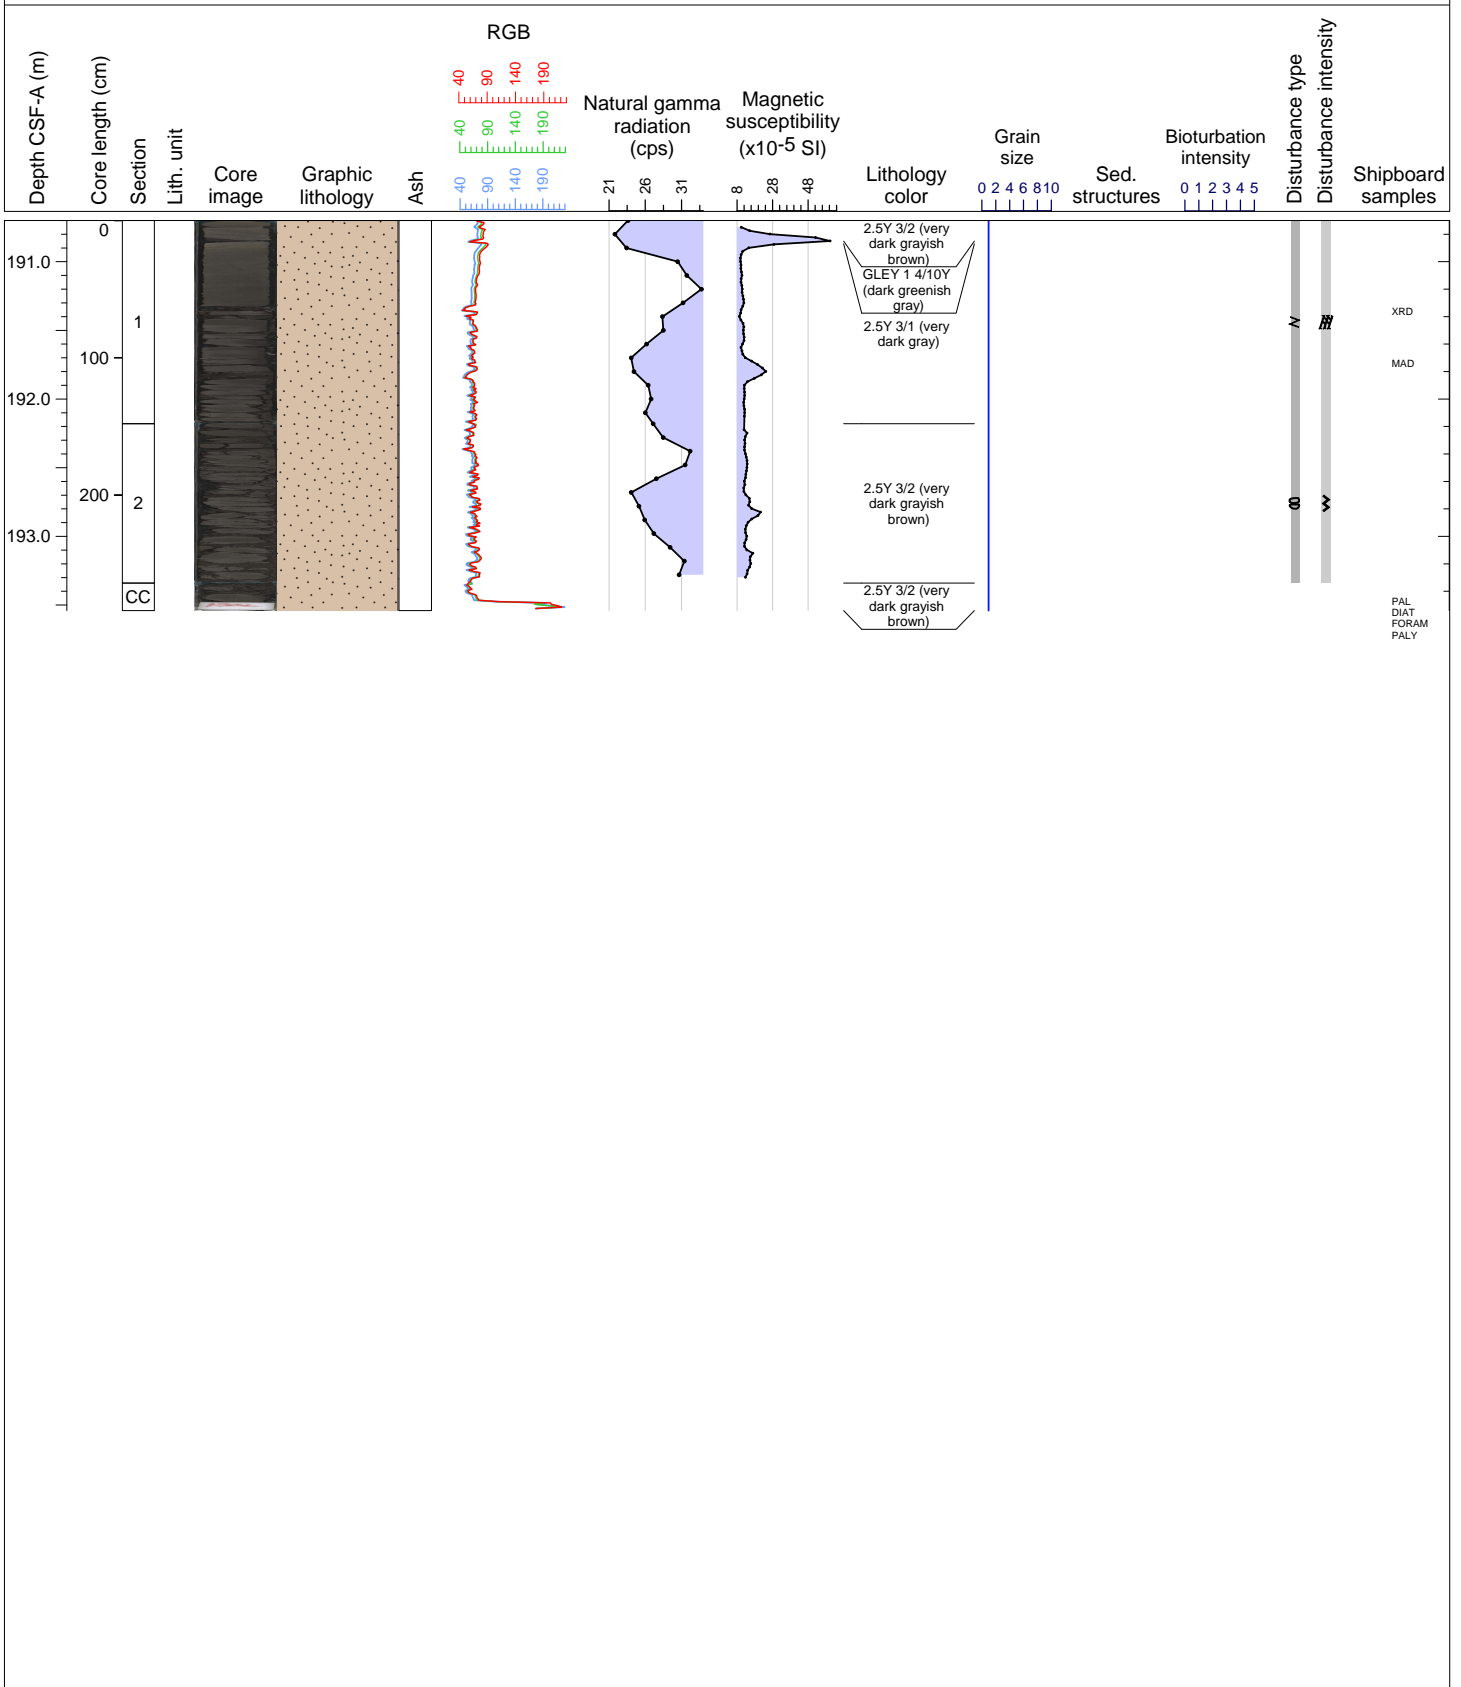 RGB
40 90 140 190
40 90 140 190
40 90 140 190
Depth CSF-A (m)
Core length (cm)
Section
Lith. unit
Core
image
Graphic
lithology
Ash
Natural gamma
radiation
(cps)
21 26 31
Magnetic
susceptibility
(x10-5 SI)
8 28 48
Lithology
color
Grain
size
0 2 4 6 8 10
Sed.
structures
Bioturbation
intensity
0 1 2 3 4 5
Disturbance type
Disturbance intensity
Shipboard
samples
0
191.0
100
192.0
200
193.0
1
2
CC
2.5Y 3/2 (very
dark grayish
brown)
GLEY 1 4/10Y
(dark greenish
gray)
2.5Y 3/1 (very
dark gray)
2.5Y 3/2 (very
dark grayish
brown)
2.5Y 3/2 (very
dark grayish
brown)
XRD
MAD
PAL
DIAT
FORAM
PALY